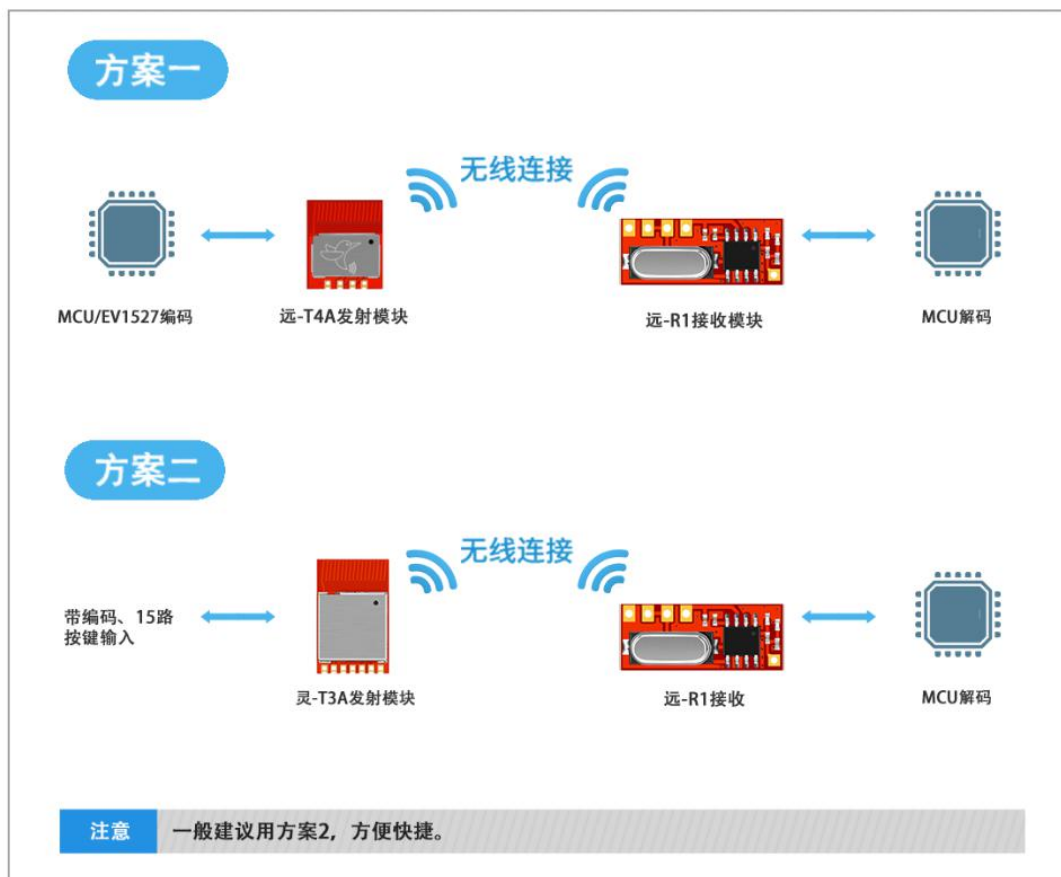 方案一
无线连接
MCU/EV1527编码
远-T4A发射模块
远-R1接收模块
MCU解码
方案二
无线连接
带编码、15路
按键输入
灵-T3A发射模块
远-R1接收
MCU解码
注意
一般建议用方案2，方便快捷。